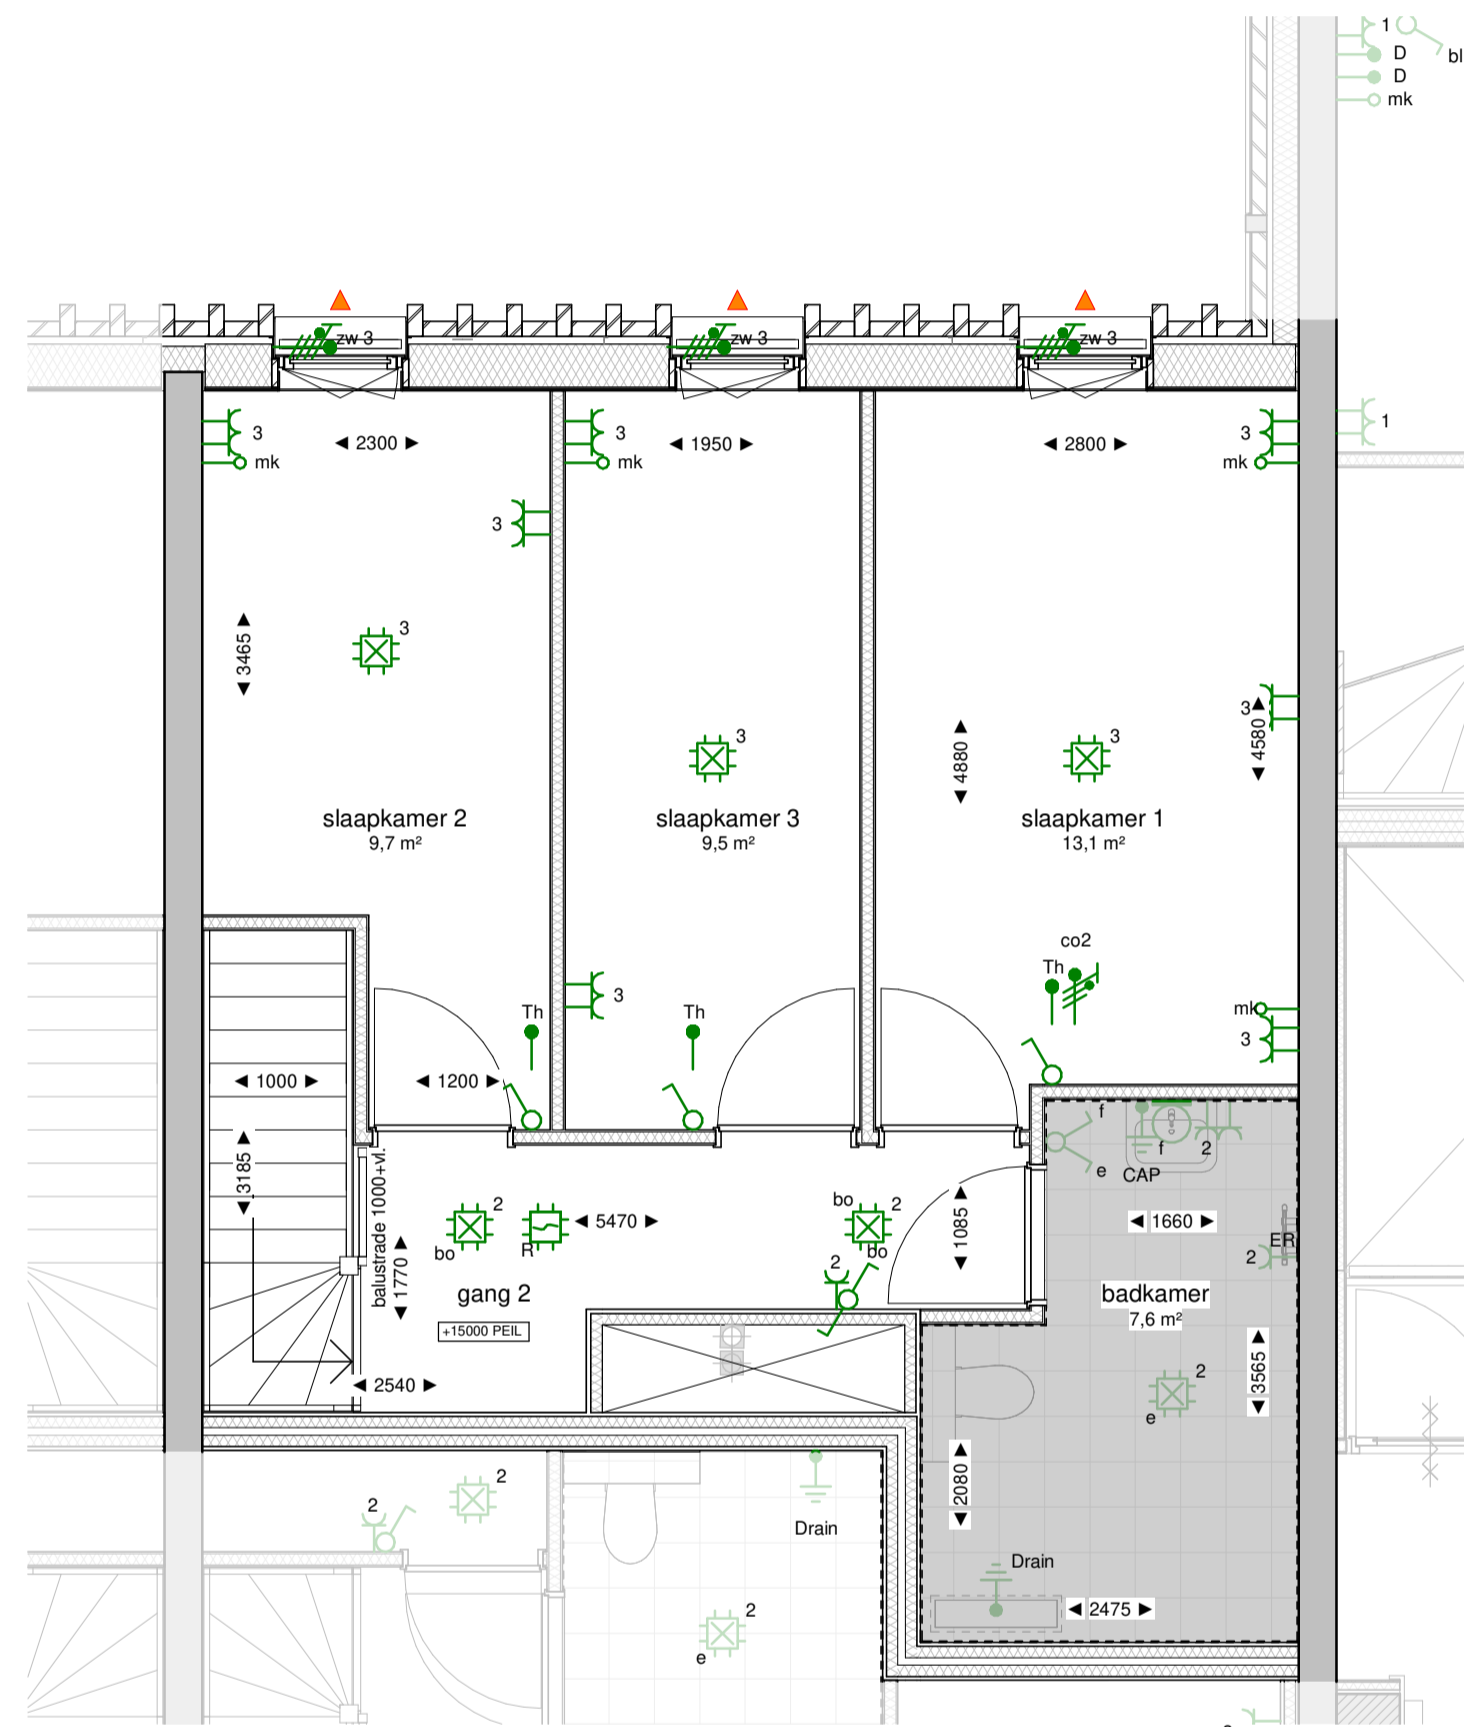 1
D
bl
D
mk
zw 3
zw 3
zw 3
3
mk
2300
3
mk
1950
2800
3
mk
1
3
3465
3
3
3
3
4880
4580
slaapkamer 2
9,7 m²
slaapkamer 3
9,5 m²
slaapkamer 1
13,1 m²
co2
Th
3
Th
Th
mk
3
1000
1200
f
f
2
e
CAP
3185
balustrade 1000+vl.
1770
2
bo
R
5470
bo
2
bo
2
1085
1660
ER
2
gang 2
+15000 PEIL
badkamer
7,6 m²
2540
2
e
3565
2080
2
2
Drain
Drain
2475
2
e